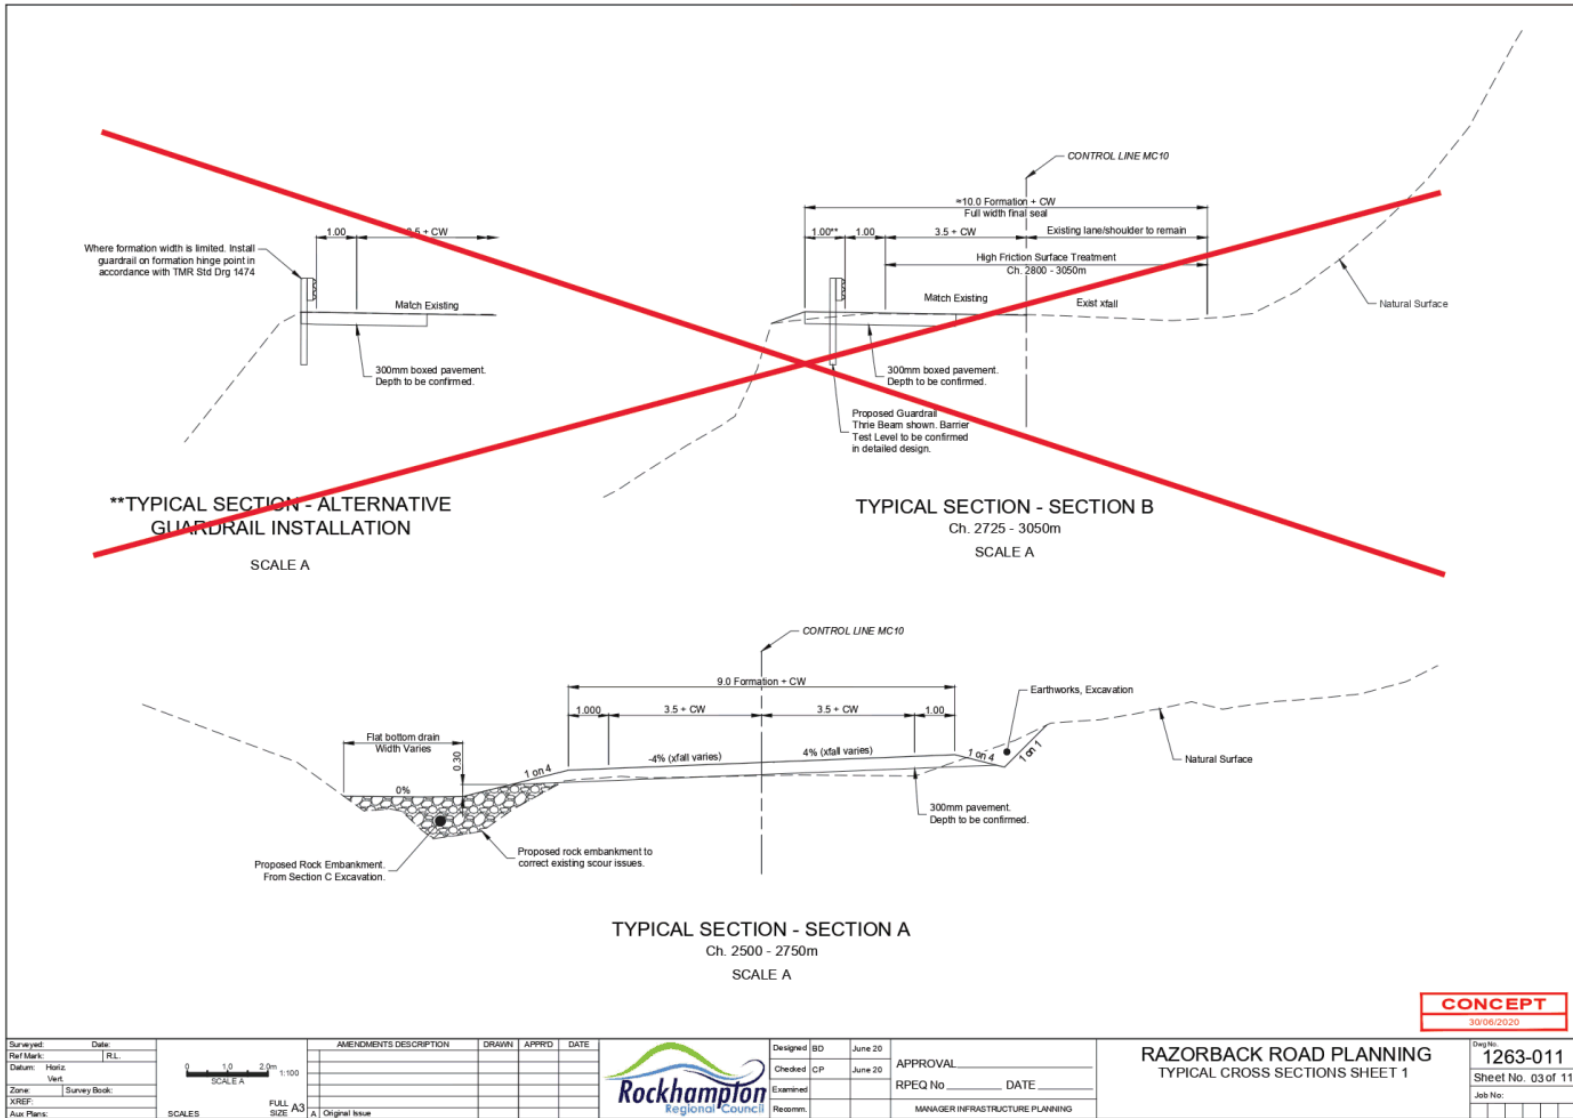 CONTROL LINE MC10
≈10.0 Formation + CW
Full width final seal
1.00
3.5 + CW
1.00**
1.00
3.5 + CW
Existing lane/shoulder to remain
Where formation width is limited. Install
guardrail on formation hinge point in
accordance with TMR Std Drg 1474
High Friction Surface Treatment
Ch. 2800 - 3050m
Match Existing
Match Existing
Exist xfall
Natural Surface
300mm boxed pavement.
Depth to be confirmed.
300mm boxed pavement.
Depth to be confirmed.
Proposed Guardrail
Thrie Beam shown. Barrier
Test Level to be confirmed
in detailed design.
**TYPICAL SECTION - ALTERNATIVE
GUARDRAIL INSTALLATION
SCALE A
TYPICAL SECTION - SECTION B
Ch. 2725 - 3050m
SCALE A
CONTROL LINE MC10
9.0 Formation + CW
1.000
3.5 + CW
3.5 + CW
1.00
Earthworks, Excavation
Flat bottom drain
Width Varies
0.30
1 on 4
-4% (xfall varies)
4% (xfall varies)
1 on 4
1 on 1
Natural Surface
0%
300mm pavement.
Depth to be confirmed.
Proposed rock embankment to
correct existing scour issues.
Proposed Rock Embankment.
From Section C Excavation.
TYPICAL SECTION - SECTION A
Ch. 2500 - 2750m
SCALE A
CONCEPT
30/06/2020
Surveyed: Date:
Ref Mark: R.L.
Datum: Horiz.
Vert.
Zone: Survey Book:
XREF:
Aux Plans:
0 1.0 2.0m 1:100
SCALE A
SCALES
FULL SIZE A3
AMENDMENTS DESCRIPTION DRAWN APPR'D DATE
A Original Issue
Rockhampton
Regional Council
Designed BD June 20
Checked CP June 20
Examined
Recomm.
APPROVAL
RPEQ No DATE
MANAGER INFRASTRUCTURE PLANNING
RAZORBACK ROAD PLANNING
TYPICAL CROSS SECTIONS SHEET 1
Dwg No.
1263-011
Sheet No. 03 of 11
Job No: